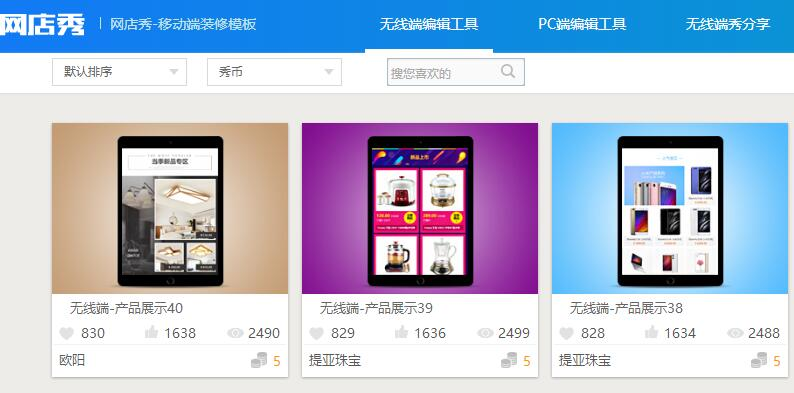 网店秀 网店秀-移动端装修模板 无线端编辑工具 PC端编辑工具 无线端秀分享
默认排序 秀币 搜您喜欢的
当季新品专区
新品上市
无线端-产品展示40
830 1638 2490
欧阳 5
无线端-产品展示39
829 1636 2499
提亚珠宝 5
无线端-产品展示38
828 1634 2488
提亚珠宝 5